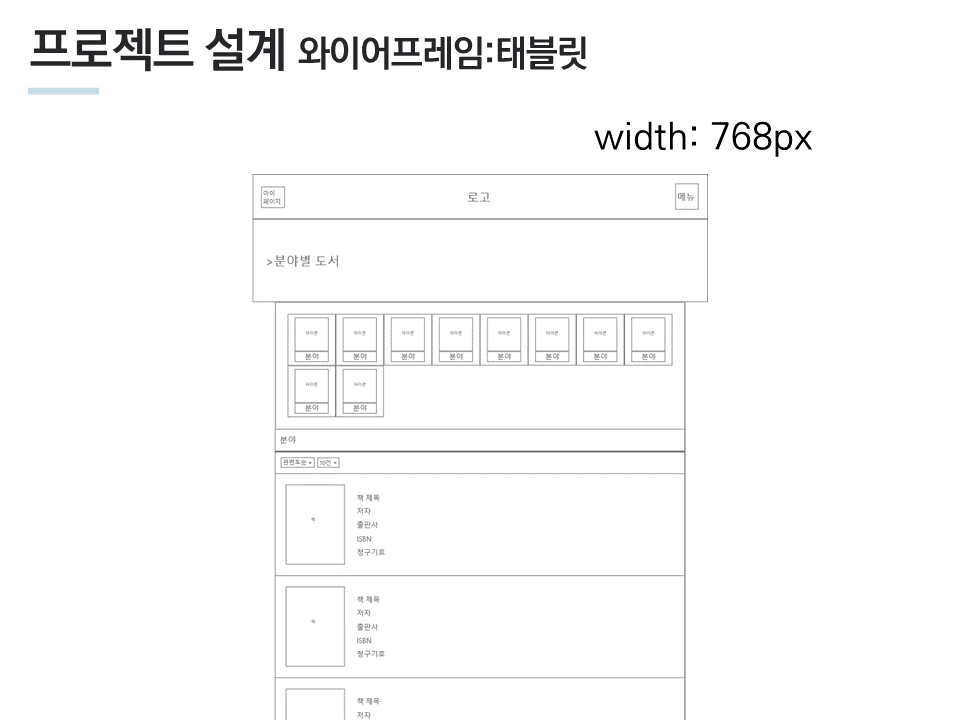 프로젝트 설계 와이어프레임:태블릿
width: 768px
마이
페이지
로고
메뉴
>분야별 도서
아이콘 아이콘 아이콘 아이콘 아이콘 아이콘 아이콘 아이콘
분야 분야 분야 분야 분야 분야 분야 분야
아이콘 아이콘
분야 분야
분야
관련도순 10건
책
책 제목
저자
출판사
ISBN
청구기호
책
책 제목
저자
출판사
ISBN
청구기호
책 제목
저자